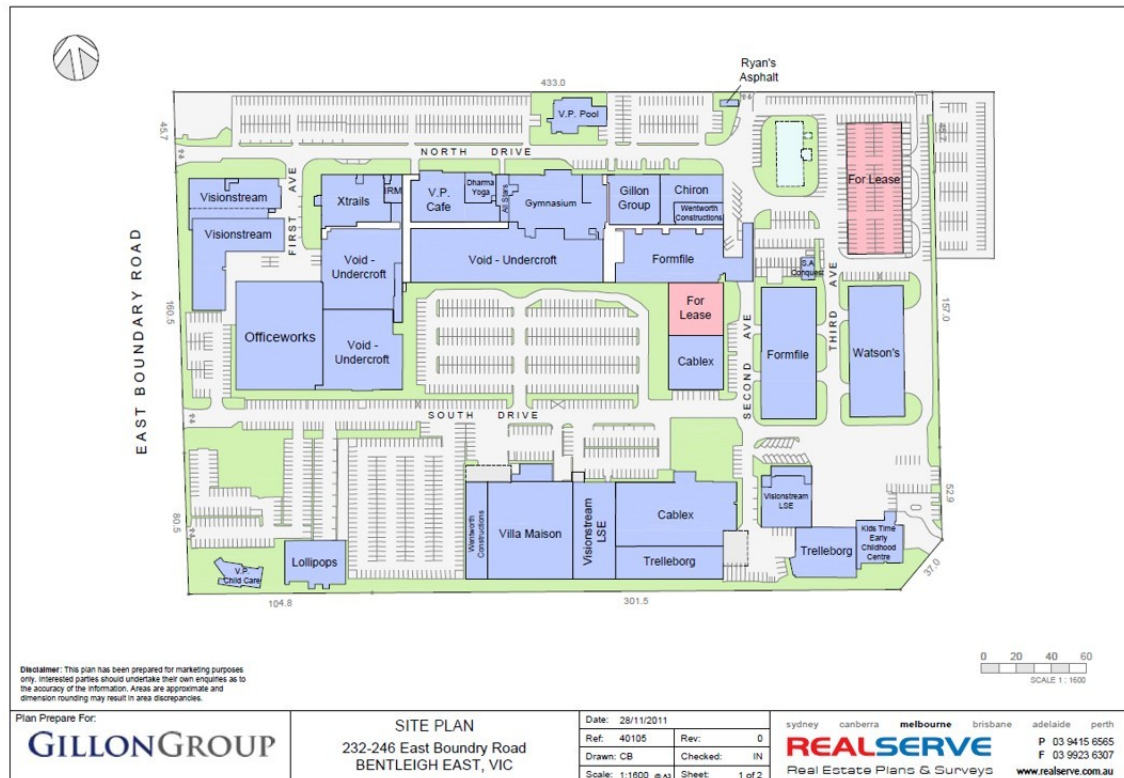 Ryan's
Asphalt
433.0
45.7
V.P. Pool
NORTH DRIVE
FIRST AVE
Visionstream
Visionstream
Xtrails
IRM
V.P.
Cafe
Dharma
Yoga
All Stars
Gymnasium
Gillon
Group
Chiron
Wentworth
Constructions
For Lease
45.7
Void -
Undercroft
Void - Undercroft
Formfile
S.A
Conquest
EAST BOUNDARY ROAD
160.5
Officeworks
Void -
Undercroft
For
Lease
Cablex
SECOND AVE
Formfile
THIRD AVE
Watson's
157.0
SOUTH DRIVE
80.5
V.P.
Child Care
Lollipops
Wentworth
Constructions
Villa Maison
Visionstream
LSE
Cablex
Trelleborg
Visionstream
LSE
Trelleborg
Kids Time
Early
Childhood
Centre
52.9
37.0
104.8
301.5
0 20 40 60
SCALE 1 : 1600
Disclaimer: This plan has been prepared for marketing purposes
only. Interested parties should undertake their own enquiries as to
the accuracy of the information. Areas are approximate and
dimension rounding may result in area discrepancies.
Plan Prepare For:
GILLONGROUP
SITE PLAN
232-246 East Boundry Road
BENTLEIGH EAST, VIC
Date: 28/11/2011
Ref: 40105 Rev: 0
Drawn: CB Checked: IN
Scale: 1:1600 @ A3 Sheet: 1 of 2
sydney canberra melbourne brisbane adelaide perth
REALSERVE
Real Estate Plans & Surveys
P 03 9415 6565
F 03 9923 6307
www.realserve.com.au